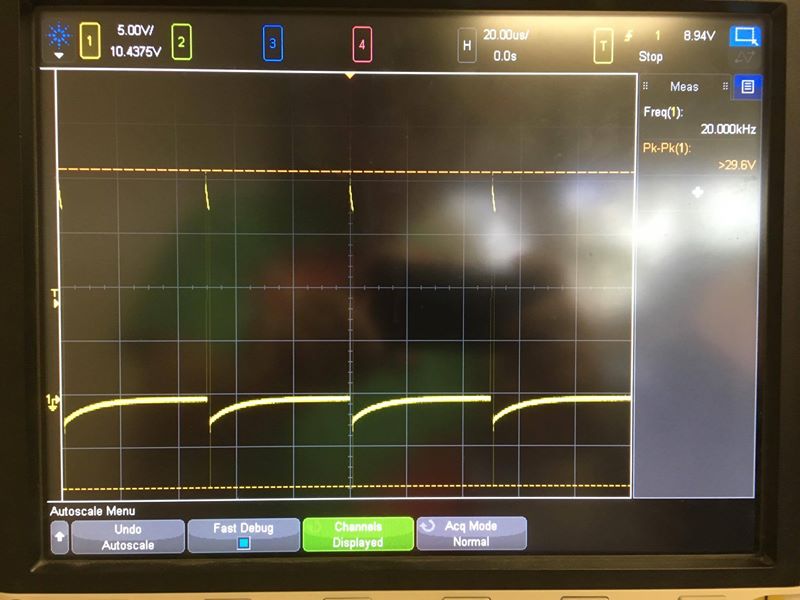 1
5.00V/
10.4375V
2
3
4
H
20.00us/
0.0s
T
1
8.94V
Stop
Meas
Freq(1):
20.000kHz
Pk-Pk(1):
>29.6V
T
1
Autoscale Menu
Undo
Autoscale
Fast Debug
Channels
Displayed
Acq Mode
Normal